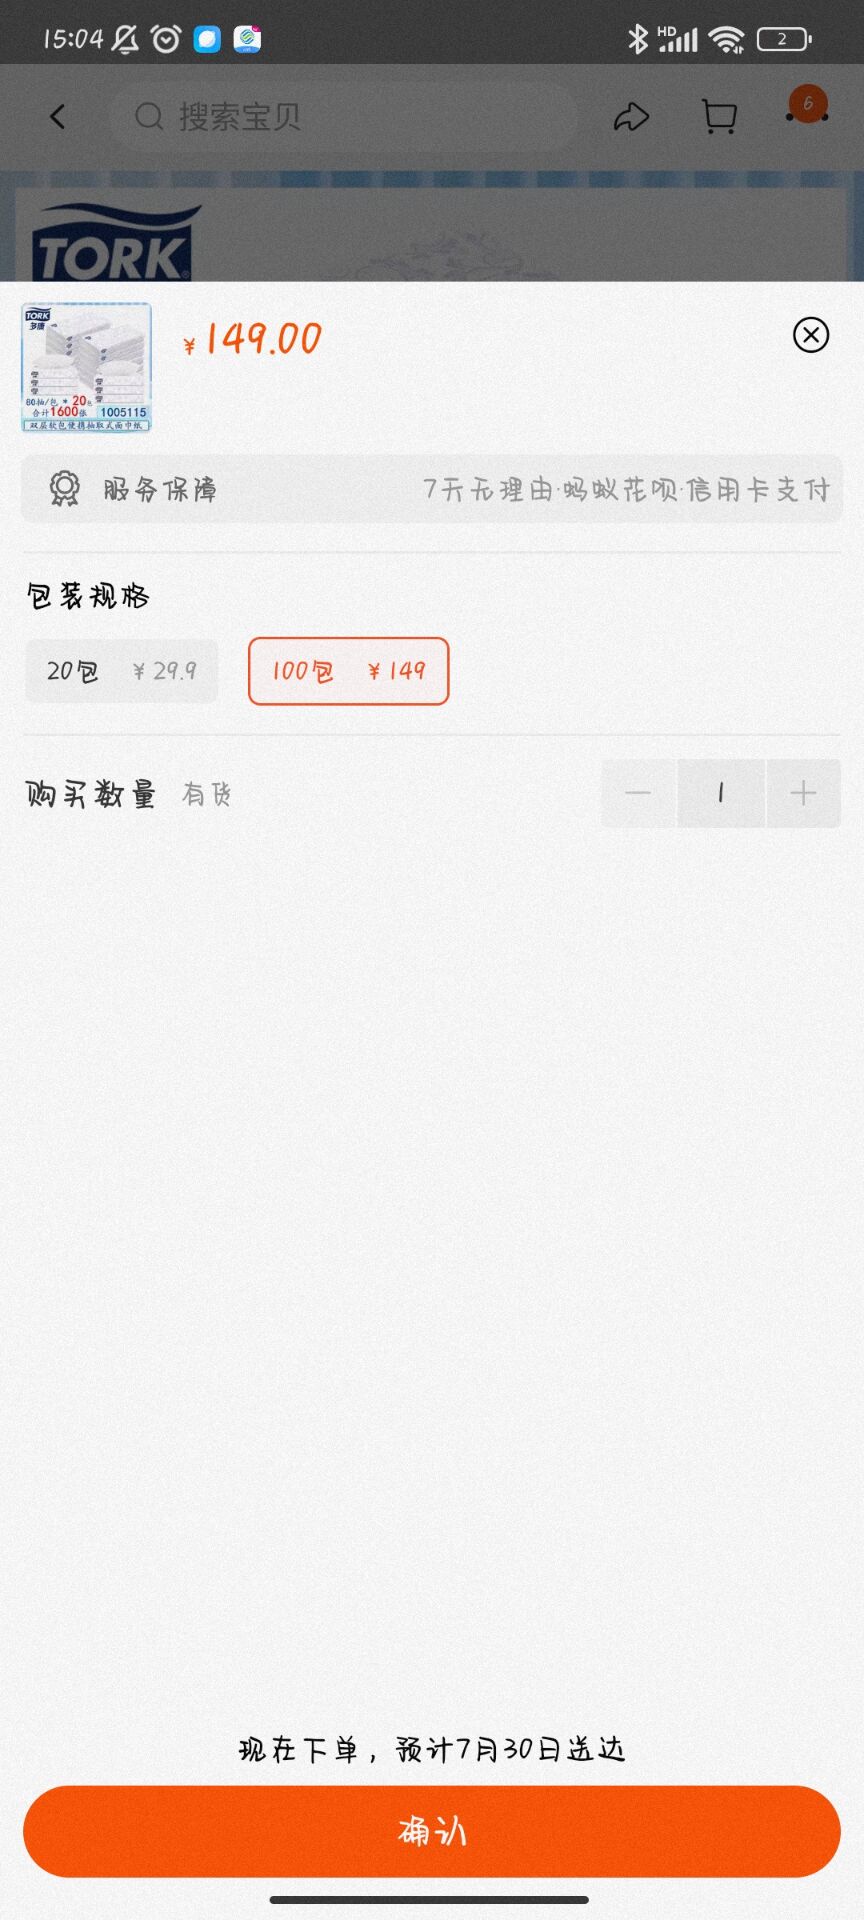 15:04
HD
2
搜索宝贝
6
TORK
TORK
多康
80抽/包 * 20包
合计1600张 1005115
双层软包便携抽取式面巾纸
¥ 149.00
服务保障 7天无理由·蚂蚁花呗·信用卡支付
包装规格
20包 ¥ 29.9
100包 ¥ 149
购买数量 有货
1
现在下单，预计7月30日送达
确认